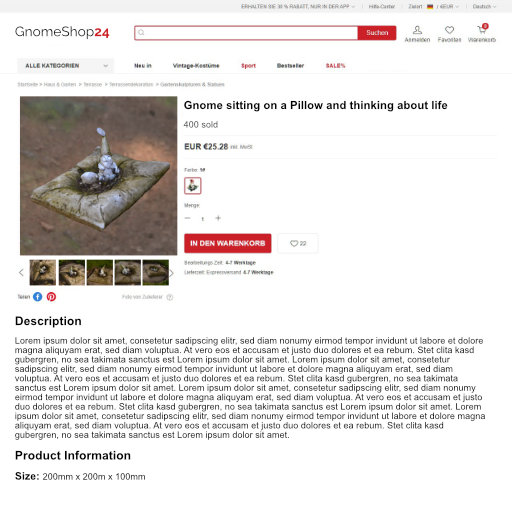 ERHALTEN SIE 30 % RABATT, NUR IN DER APP
Hilfe-Center
Zielort / €EUR
Deutsch
GnomeShop24
Suchen
Anmelden
Favoriten
0
Warenkorb
ALLE KATEGORIEN
Neu in
Vintage-Kostüme
Sport
Bestseller
SALE%
Startseite > Haus & Garten > Terrasse > Terrassendekoration > Gartenskulpturen & Statuen
Gnome sitting on a Pillow and thinking about life
400 sold
EUR €25.28 inkl. MwSt.
Farbe:
Menge:
1
IN DEN WARENKORB
22
Bearbeitungs Zeit: 4-7 Werktage
Lieferzeit: Expressversand: 4-7 Werktage
Teilen
Foto von Zulieferer
Description
Lorem ipsum dolor sit amet, consetetur sadipscing elitr, sed diam nonumy eirmod tempor invidunt ut labore et dolore
magna aliquyam erat, sed diam voluptua. At vero eos et accusam et justo duo dolores et ea rebum. Stet clita kasd
gubergren, no sea takimata sanctus est Lorem ipsum dolor sit amet. Lorem ipsum dolor sit amet, consetetur
sadipscing elitr, sed diam nonumy eirmod tempor invidunt ut labore et dolore magna aliquyam erat, sed diam
voluptua. At vero eos et accusam et justo duo dolores et ea rebum. Stet clita kasd gubergren, no sea takimata
sanctus est Lorem ipsum dolor sit amet. Lorem ipsum dolor sit amet, consetetur sadipscing elitr, sed diam nonumy
eirmod tempor invidunt ut labore et dolore magna aliquyam erat, sed diam voluptua. At vero eos et accusam et justo
duo dolores et ea rebum. Stet clita kasd gubergren, no sea takimata sanctus est Lorem ipsum dolor sit amet. Lorem
ipsum dolor sit amet, consetetur sadipscing elitr, sed diam nonumy eirmod tempor invidunt ut labore et dolore magna
aliquyam erat, sed diam voluptua. At vero eos et accusam et justo duo dolores et ea rebum. Stet clita kasd
gubergren, no sea takimata sanctus est Lorem ipsum dolor sit amet.
Product Information
Size: 200mm x 200m x 100mm